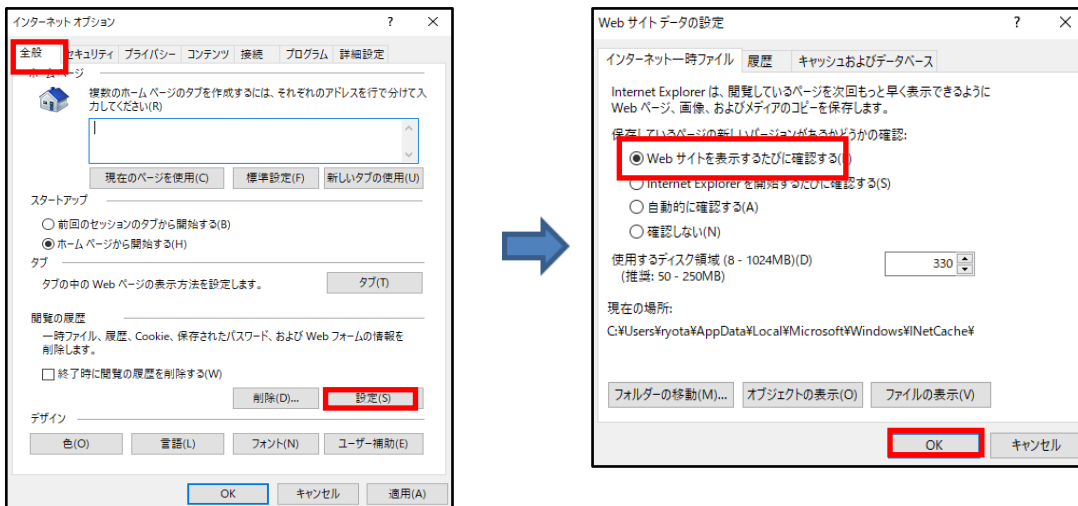 インターネット オプション
?
×
全般 セキュリティ プライバシー コンテンツ 接続 プログラム 詳細設定
ホーム ページ
複数のホーム ページのタブを作成するには、それぞれのアドレスを行で分けて入
力してください(R)
現在のページを使用(C) 標準設定(F) 新しいタブの使用(U)
スタートアップ
前回のセッションのタブから開始する(B)
ホーム ページから開始する(H)
タブ
タブの中の Web ページの表示方法を設定します。 タブ(T)
閲覧の履歴
一時ファイル、履歴、Cookie、保存されたパスワード、および Web フォームの情報を
削除します。
終了時に閲覧の履歴を削除する(W)
削除(D)... 設定(S)
デザイン
色(O) 言語(L) フォント(N) ユーザー補助(E)
OK キャンセル 適用(A)
Web サイト データの設定
?
×
インターネット一時ファイル 履歴 キャッシュおよびデータベース
Internet Explorer は、閲覧しているページを次回もっと早く表示できるように
Web ページ、画像、およびメディアのコピーを保存します。
保存しているページの新しいバージョンがあるかどうかの確認:
Web サイトを表示するたびに確認する
Internet Explorer を開始するたびに確認する(S)
自動的に確認する(A)
確認しない(N)
使用するディスク領域 (8 - 1024MB)(D) 330
(推奨: 50 - 250MB)
現在の場所:
C:¥Users¥ryota¥AppData¥Local¥Microsoft¥Windows¥INetCache¥
フォルダーの移動(M)... オブジェクトの表示(O) ファイルの表示(V)
OK キャンセル